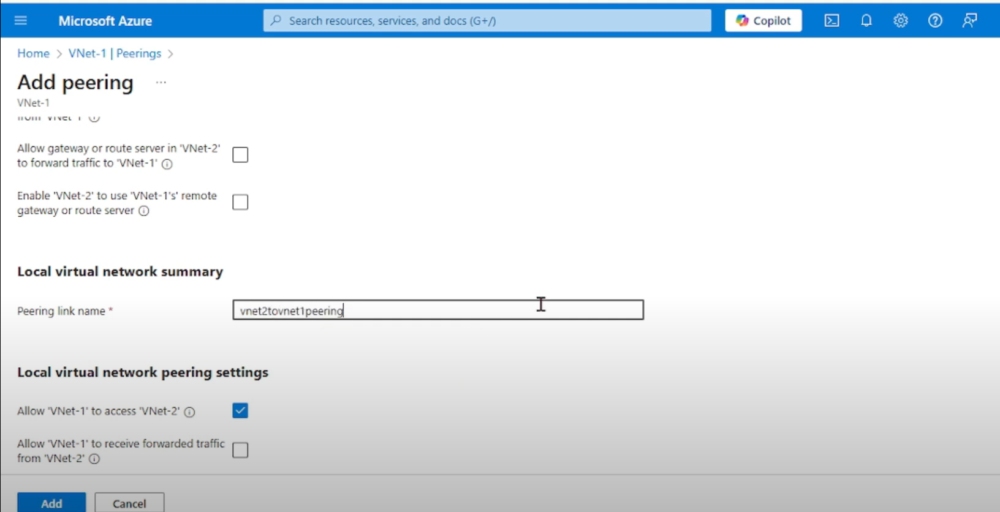 Microsoft Azure
Search resources, services, and docs (G+/)
Copilot
Home > VNet-1 | Peerings >
Add peering ...
VNet-1
from 'VNet-1'
Allow gateway or route server in 'VNet-2'
to forward traffic to 'VNet-1'
Enable 'VNet-2' to use 'VNet-1's' remote
gateway or route server
Local virtual network summary
Peering link name *
vnet2tovnet1peering
Local virtual network peering settings
Allow 'VNet-1' to access 'VNet-2'
Allow 'VNet-1' to receive forwarded traffic
from 'VNet-2'
Add
Cancel